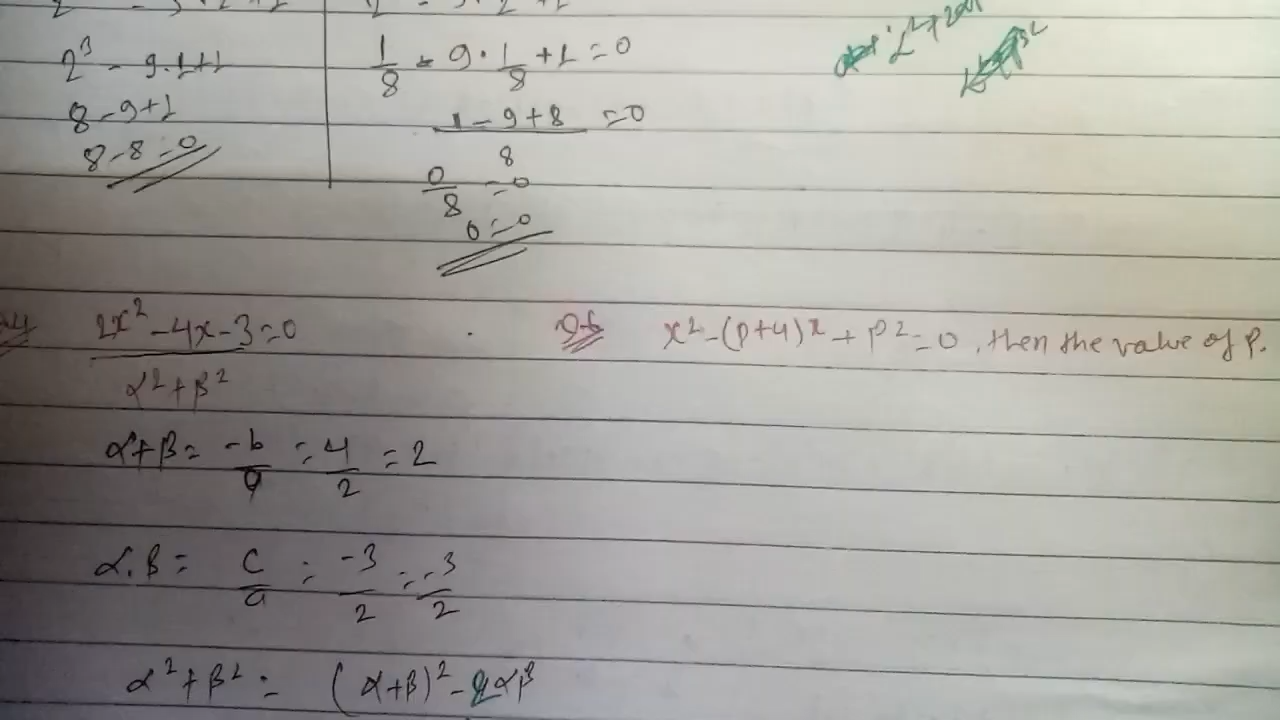 2³ - 9.1+1
8-9+1
8-8=0
1/8 - 9·1/8 +1=0
1-9+8/8 =0
0/8 =0
0=0
2x²-4x-3=0
α²+β²
α+β= -b/a = 4/2 =2
α.β= c/a = -3/2 = -3/2
α²+β² = (α+β)²-2αβ
x²-(p+4)x+p²=0, then the value of p.